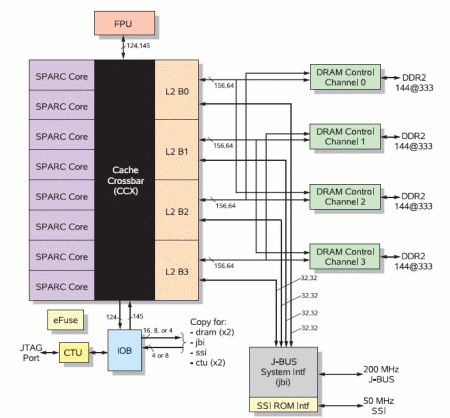 FPU
124,145
SPARC Core
SPARC Core
SPARC Core
SPARC Core
SPARC Core
SPARC Core
SPARC Core
SPARC Core
Cache
Crossbar
(CCX)
L2 B0
L2 B1
L2 B2
L2 B3
156,64
156,64
156,64
156,64
DRAM Control
Channel 0
DDR2
144@333
DRAM Control
Channel 1
DDR2
144@333
DRAM Control
Channel 2
DDR2
144@333
DRAM Control
Channel 3
DDR2
144@333
32,32
32,32
32,32
32,32
124
145
eFuse
JTAG
Port
CTU
IOB
16, 8, or 4
4 or 8
Copy for:
- dram (x2)
- jbi
- ssi
- ctu (x2)
J-BUS
System Intf
(jbi)
SSI ROM Intf
200 MHz
J-BUS
50 MHz
SSI